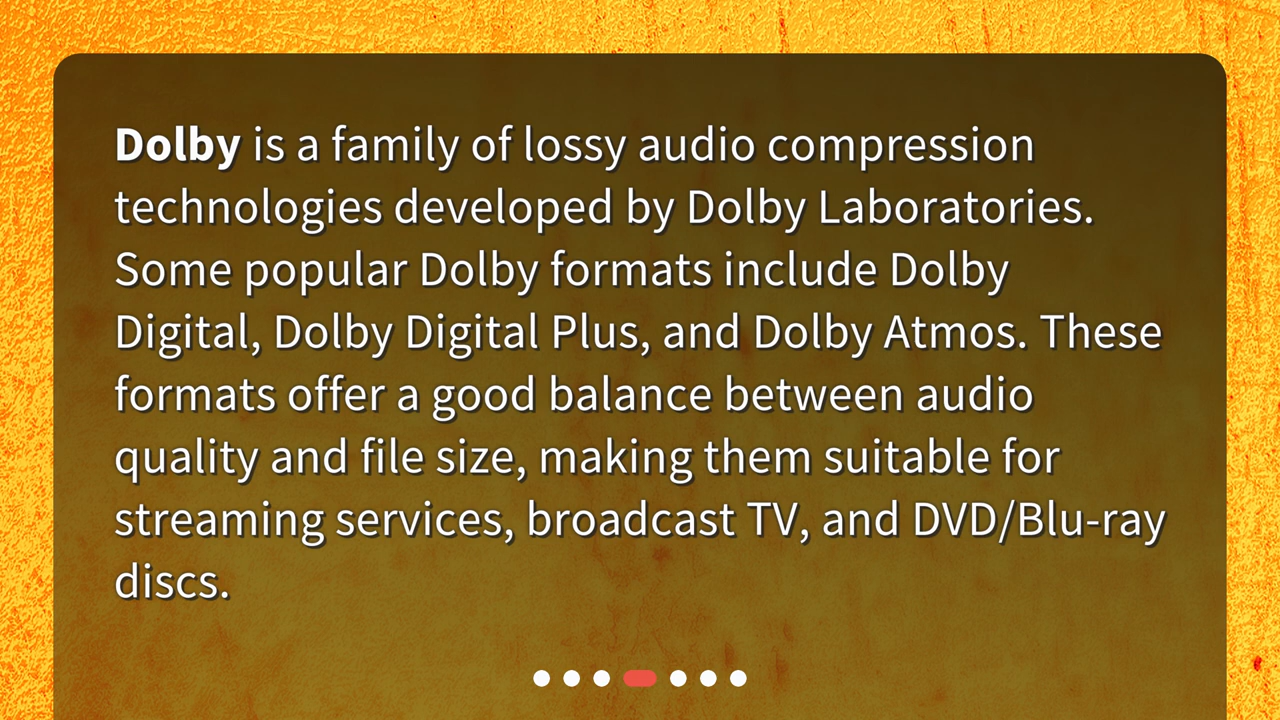 Dolby is a family of lossy audio compression
technologies developed by Dolby Laboratories.
Some popular Dolby formats include Dolby
Digital, Dolby Digital Plus, and Dolby Atmos. These
formats offer a good balance between audio
quality and file size, making them suitable for
streaming services, broadcast TV, and DVD/Blu-ray
discs.